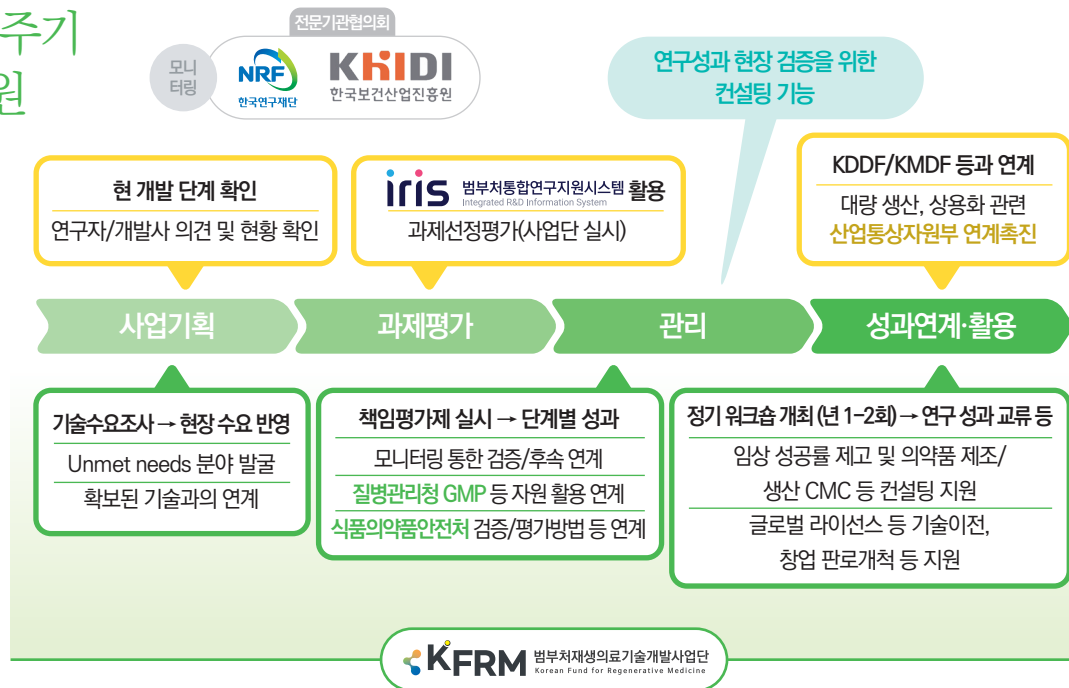 주기
원
전문기관협의회
모니
터링
NRF
한국연구재단
KHIDI
한국보건산업진흥원
연구성과 현장 검증을 위한
컨설팅 기능
현 개발 단계 확인
연구자/개발사 의견 및 현황 확인
iris 범부처통합연구지원시스템 활용
Integrated R&D Information System
과제선정평가(사업단 실시)
KDDF/KMDF 등과 연계
대량 생산, 상용화 관련
산업통상자원부 연계촉진
사업기획
과제평가
관리
성과연계·활용
기술수요조사 → 현장 수요 반영
Unmet needs 분야 발굴
확보된 기술과의 연계
책임평가제 실시 → 단계별 성과
모니터링 통한 검증/후속 연계
질병관리청 GMP 등 자원 활용 연계
식품의약품안전처 검증/평가방법 등 연계
정기 워크숍 개최 (년 1-2회) → 연구 성과 교류 등
임상 성공률 제고 및 의약품 제조/
생산 CMC 등 컨설팅 지원
글로벌 라이선스 등 기술이전,
창업 판로개척 등 지원
KFRM 범부처재생의료기술개발사업단
Korean Fund for Regenerative Medicine